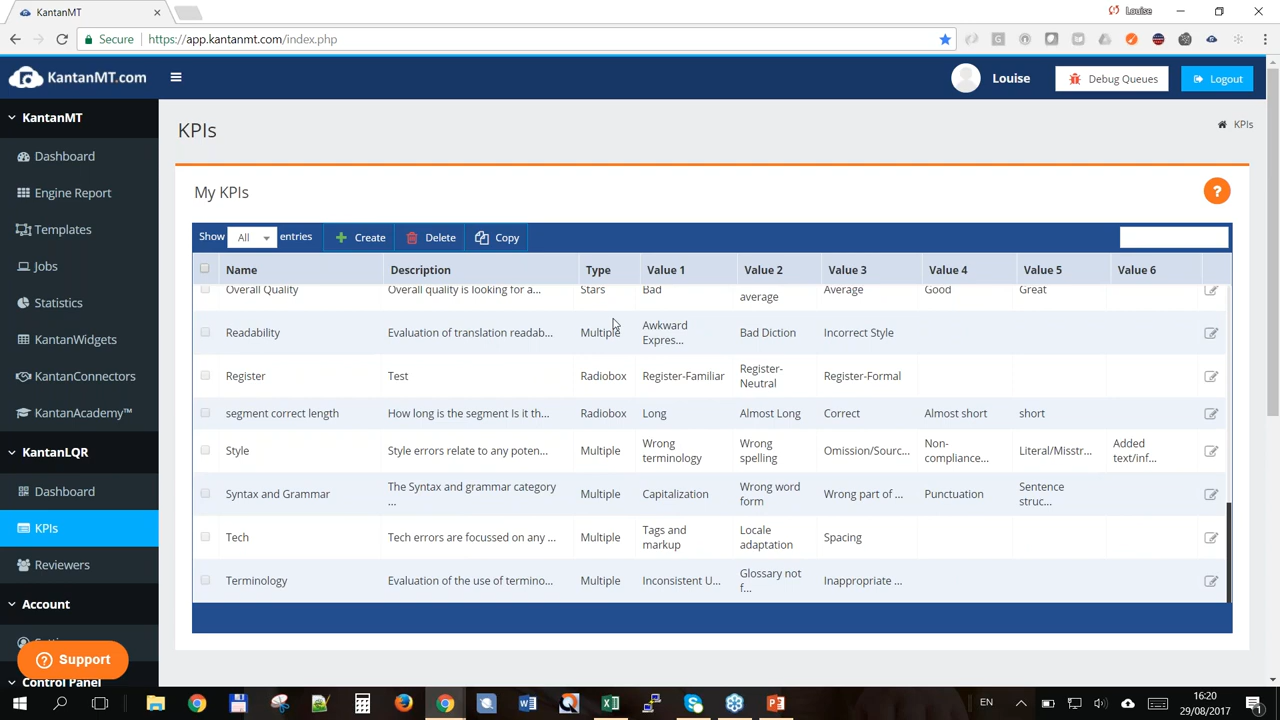 KantanMT
Louise
Secure https://app.kantanmt.com/index.php
KantanMT.com
Louise
Debug Queues
Logout
KantanMT
Dashboard
Engine Report
Templates
Jobs
Statistics
KantanWidgets
KantanConnectors
KantanAcademy™
KantanLQR
Dashboard
KPIs
Reviewers
Account
Support
Control Panel
KPIs
KPIs
My KPIs
?
Show All entries Create Delete Copy
Name Description Type Value 1 Value 2 Value 3 Value 4 Value 5 Value 6
Overall Quality Overall quality is looking for a... Stars Bad average Average Good Great
Readability Evaluation of translation readab... Multiple Awkward Expres... Bad Diction Incorrect Style
Register Test Radiobox Register-Familiar Register-Neutral Register-Formal
segment correct length How long is the segment Is it th... Radiobox Long Almost Long Correct Almost short short
Style Style errors relate to any poten... Multiple Wrong terminology Wrong spelling Omission/Sourc... Non-compliance... Literal/Misstr... Added text/inf...
Syntax and Grammar The Syntax and grammar category ... Multiple Capitalization Wrong word form Wrong part of ... Punctuation Sentence struc...
Tech Tech errors are focussed on any ... Multiple Tags and markup Locale adaptation Spacing
Terminology Evaluation of the use of termino... Multiple Inconsistent U... Glossary not f... Inappropriate ...
EN
16:20
29/08/2017